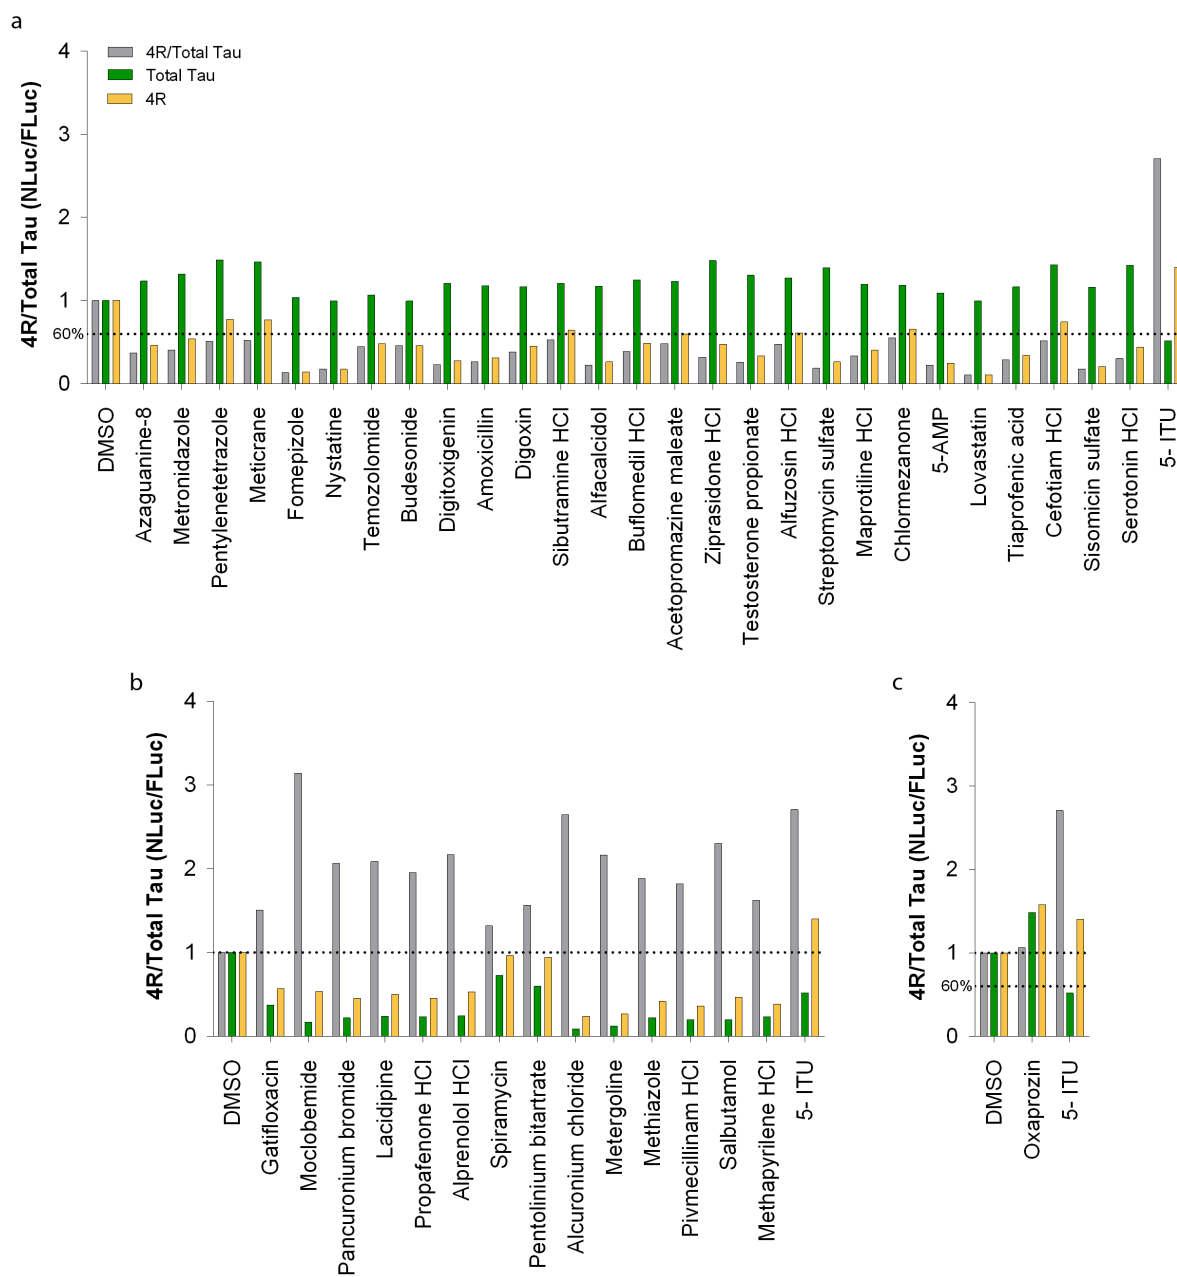 a
4R/Total Tau (NLuc/FLuc)
4
3
2
1
60%
0
4R/Total Tau
Total Tau
4R
DMSO
Azaguanine-8
Metronidazole
Pentylenetetrazole
Meticrane
Fomepizole
Nystatine
Temozolomide
Budesonide
Digitoxigenin
Amoxicillin
Digoxin
Sibutramine HCl
Alfacalcidol
Buflomedil HCl
Acetopromazine maleate
Ziprasidone HCl
Testosterone propionate
Alfuzosin HCl
Streptomycin sulfate
Maprotiline HCl
Chlormezanone
5-AMP
Lovastatin
Tiaprofenic acid
Cefotiam HCl
Sisomicin sulfate
Serotonin HCl
5- ITU
b
4R/Total Tau (NLuc/FLuc)
4
3
2
1
0
DMSO
Gatifloxacin
Moclobemide
Pancuronium bromide
Lacidipine
Propafenone HCl
Alprenolol HCl
Spiramycin
Pentolinium bitartrate
Alcuronium chloride
Metergoline
Methiazole
Pivmecillinam HCl
Salbutamol
Methapyrilene HCl
5- ITU
c
4R/Total Tau (NLuc/FLuc)
4
3
2
1
60%
0
DMSO
Oxaprozin
5- ITU